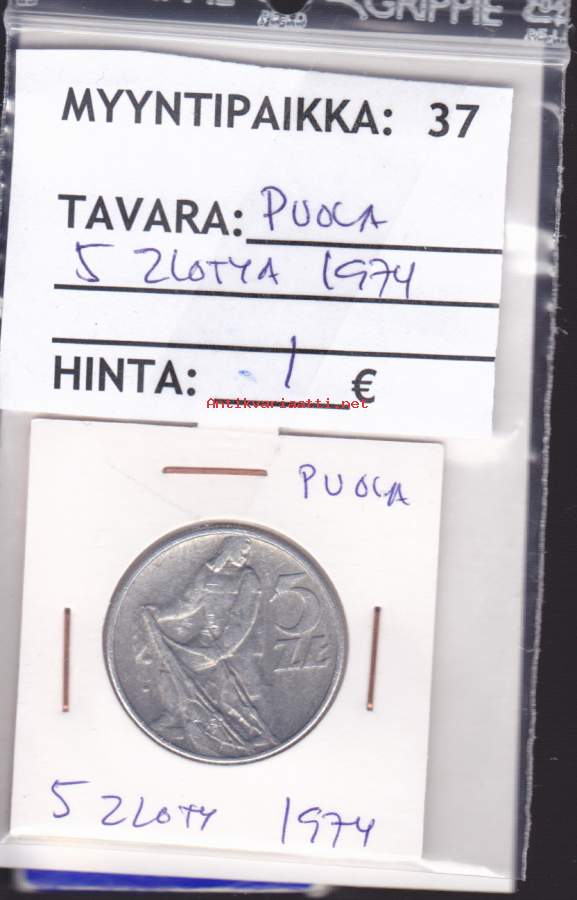 GRIPPIE
MYYNTIPAIKKA: 37
TAVARA: PUOLA
5 ZLOTYA 1974
HINTA: 1 €
Antikvariaatti.net
PUOLA
5 ZŁ
5 ZLOTY 1974